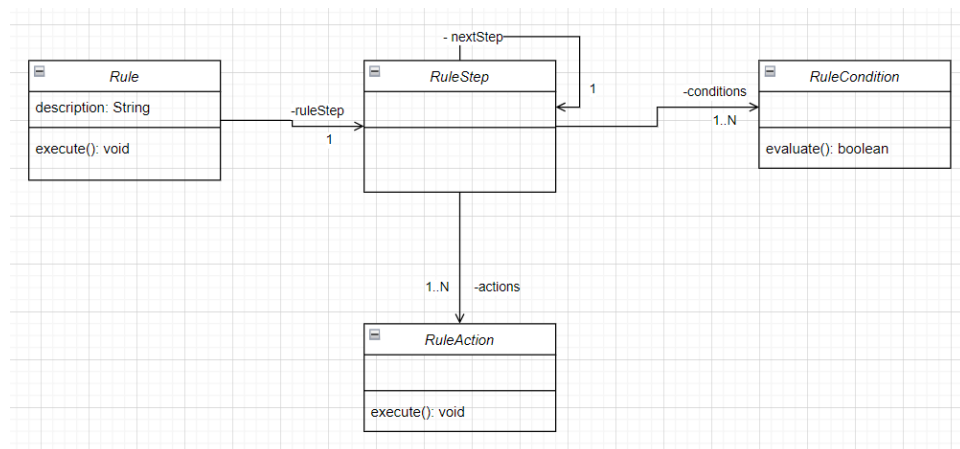 - nextStep
Rule
RuleStep
RuleCondition
description: String
-ruleStep
1
1
-conditions
1..N
execute(): void
evaluate(): boolean
1..N
-actions
RuleAction
execute(): void